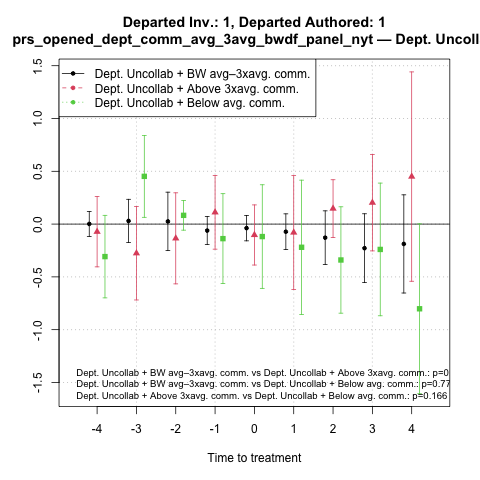 Departed Inv.: 1, Departed Authored: 1
prs_opened_dept_comm_avg_3avg_bwdf_panel_nyt — Dept. Uncoll
Dept. Uncollab + BW avg–3xavg. comm.
Dept. Uncollab + Above 3xavg. comm.
Dept. Uncollab + Below avg. comm.
1.5
1.0
0.5
0.0
-0.5
-1.0
-1.5
Dept. Uncollab + BW avg–3xavg. comm. vs Dept. Uncollab + Above 3xavg. comm.: p=0
Dept. Uncollab + BW avg–3xavg. comm. vs Dept. Uncollab + Below avg. comm.: p=0.77
Dept. Uncollab + Above 3xavg. comm. vs Dept. Uncollab + Below avg. comm.: p=0.166
-4 -3 -2 -1 0 1 2 3 4
Time to treatment